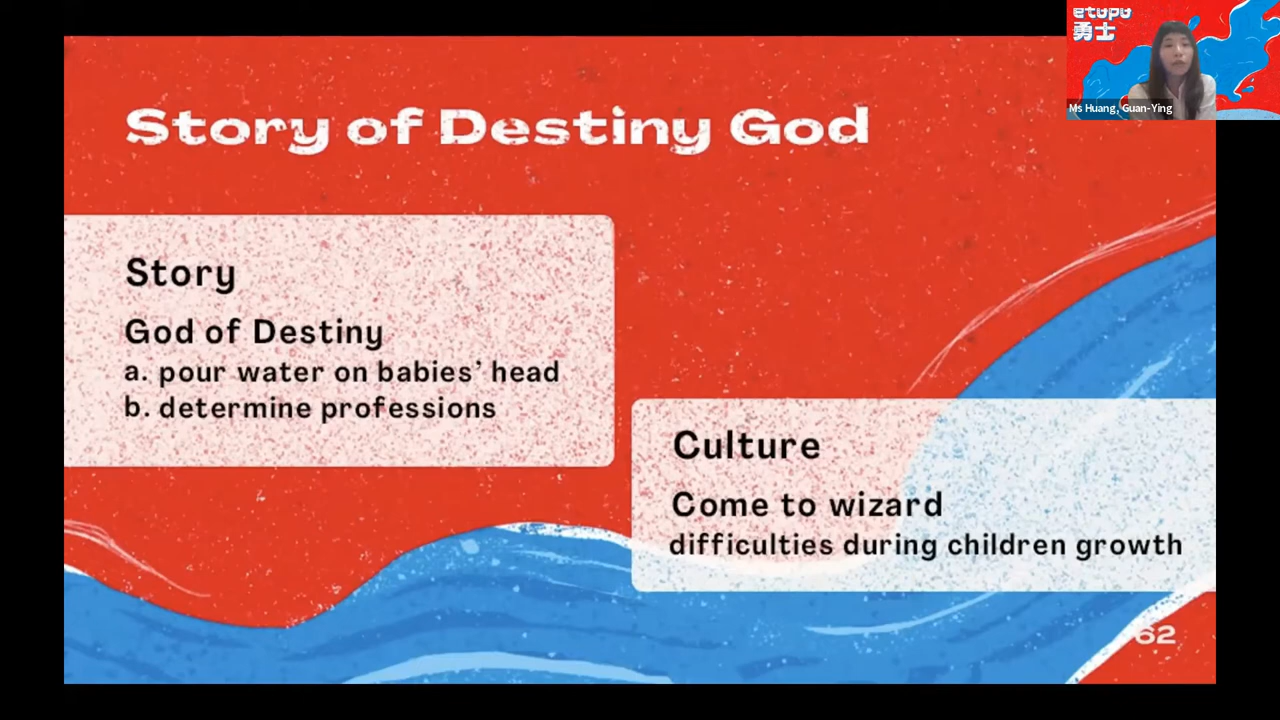 Story of Destiny God
etupu
勇士
Ms Huang, Guan-Ying
Story
God of Destiny
a. pour water on babies' head
b. determine professions
Culture
Come to wizard
difficulties during children growth
62